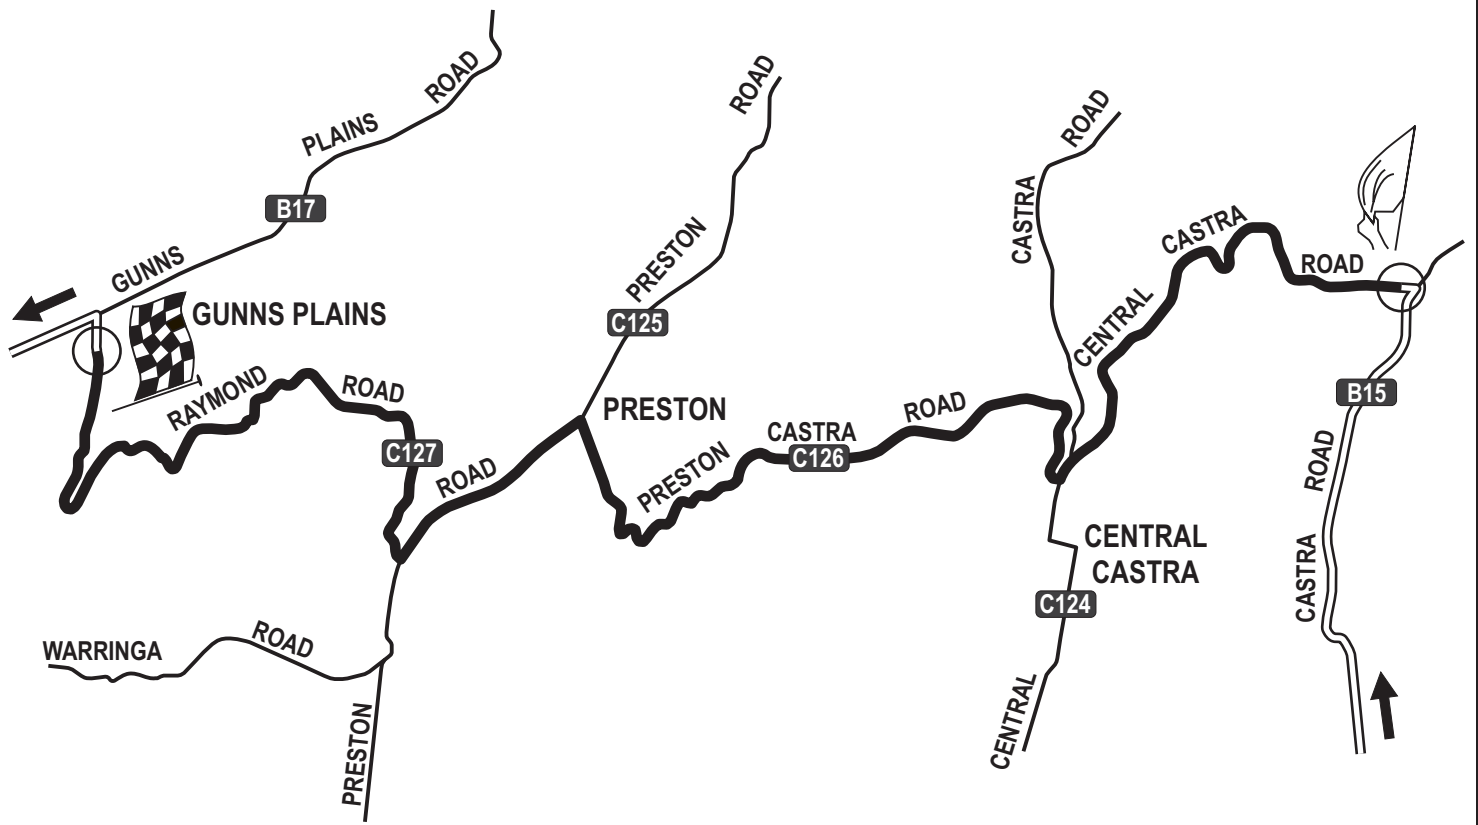 ROAD
PLAINS
B17
GUNNS
GUNNS PLAINS
RAYMOND
ROAD
C127
ROAD
WARRINGA
ROAD
PRESTON
ROAD
PRESTON
C125
PRESTON
PRESTON
CASTRA
C126
ROAD
ROAD
CASTRA
CENTRAL
CASTRA
ROAD
CENTRAL
CASTRA
C124
CENTRAL
B15
ROAD
CASTRA